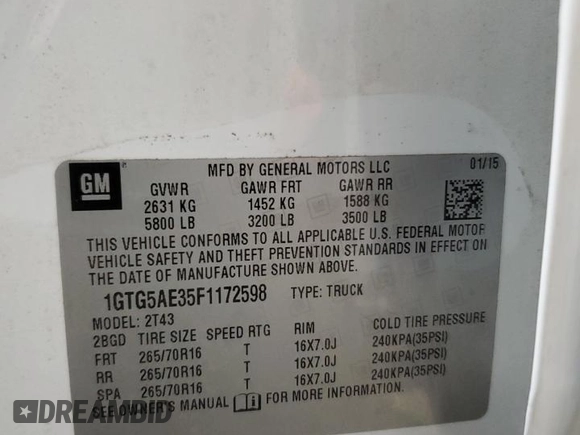 MFD BY GENERAL MOTORS LLC 01/15
GM
GVWR GAWR FRT GAWR RR
2631 KG 1452 KG 1588 KG
5800 LB 3200 LB 3500 LB
THIS VEHICLE CONFORMS TO ALL APPLICABLE U.S. FEDERAL MOTOR
VEHICLE SAFETY AND THEFT PREVENTION STANDARDS IN EFFECT ON
THE DATE OF MANUFACTURE SHOWN ABOVE.
1GTG5AE35F1172598 TYPE: TRUCK
MODEL: 2T43
2BGD TIRE SIZE SPEED RTG RIM COLD TIRE PRESSURE
FRT 265/70R16 T 16X7.0J 240KPA(35PSI)
RR 265/70R16 T 16X7.0J 240KPA(35PSI)
SPA 265/70R16 T 16X7.0J 240KPA(35PSI)
SEE OWNER'S MANUAL FOR MORE INFORMATION.
DREAMBID